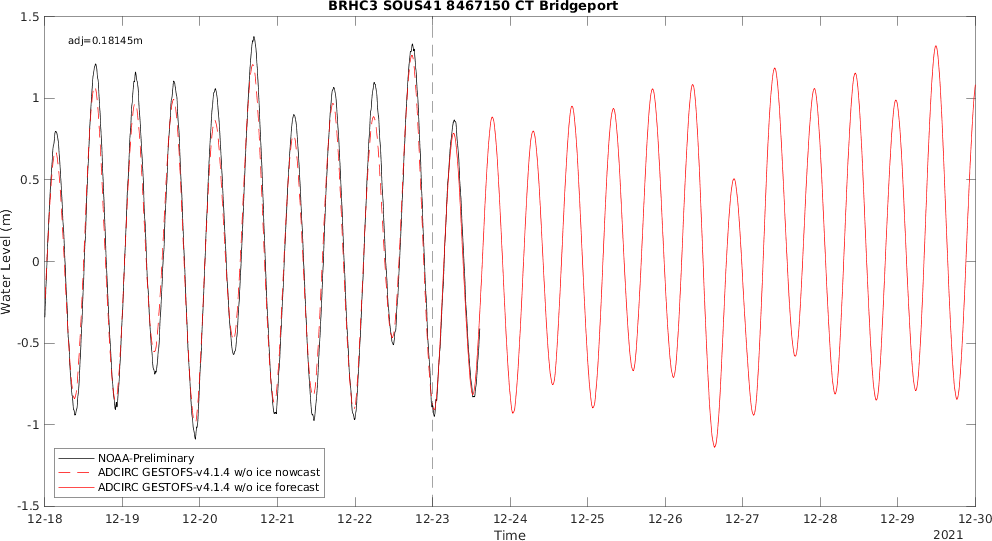 BRHC3 SOUS41 8467150 CT Bridgeport
adj=0.18145m
1.5
1
0.5
0
-0.5
-1
-1.5
Water Level (m)
NOAA-Preliminary
ADCIRC GESTOFS-v4.1.4 w/o ice nowcast
ADCIRC GESTOFS-v4.1.4 w/o ice forecast
12-18 12-19 12-20 12-21 12-22 12-23 12-24 12-25 12-26 12-27 12-28 12-29 12-30
Time
2021